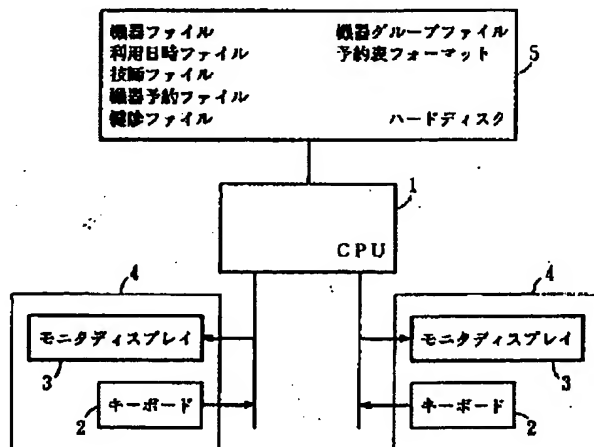 機器ファイル 機器グループファイル
利用日時ファイル 予約表フォーマット
技師ファイル
機器予約ファイル
健診ファイル ハードディスク
5
1
CPU
4 4
モニタディスプレイ モニタディスプレイ
3 3
キーボード キーボード
2 2